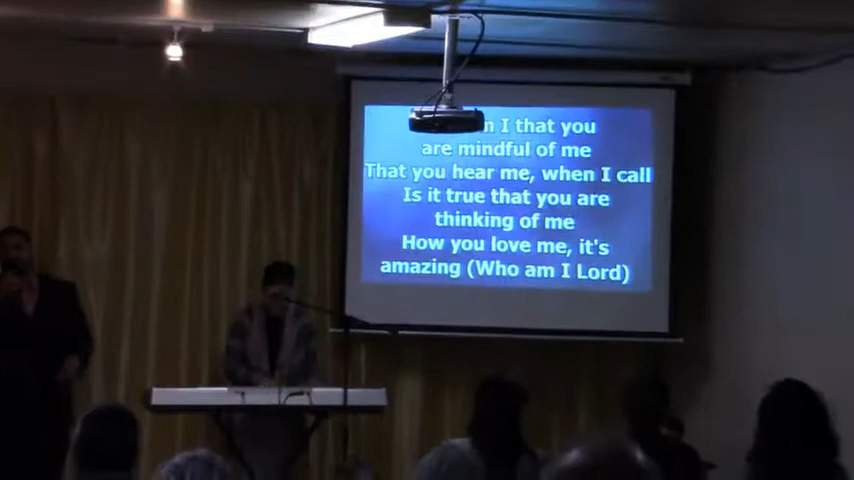 I that you
are mindful of me
That you hear me, when I call
Is it true that you are
thinking of me
How you love me, it's
amazing (Who am I Lord)